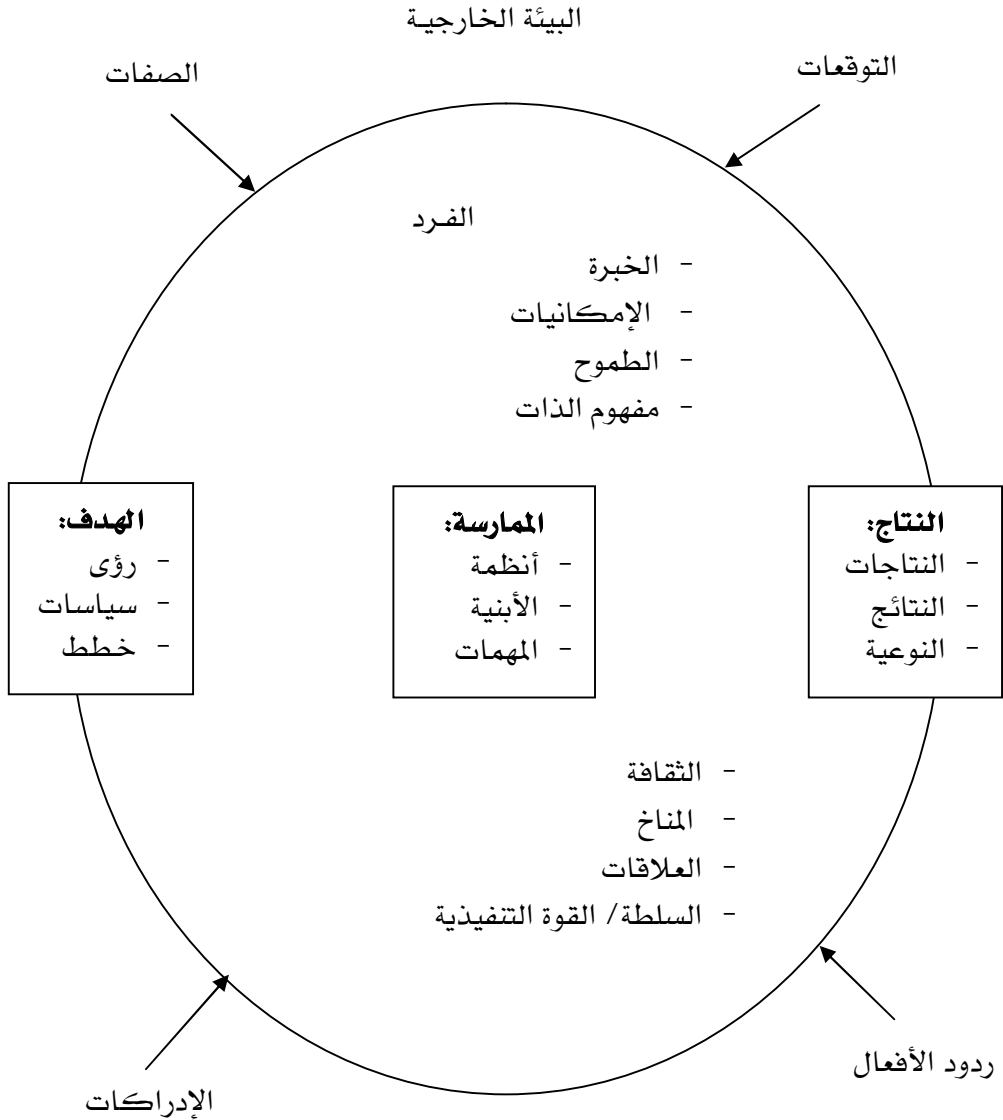 البيئة الخارجية
التوقعات
الصفات
الفرد
- الخبرة
- الإمكانيات
- الطموح
- مفهوم الذات
النتاج:
- النتاجات
- النتائج
- النوعية
الممارسة:
- أنظمة
- الأبنية
- المهمات
الهدف:
- رؤى
- سياسات
- خطط
- الثقافة
- المناخ
- العلاقات
- السلطة/ القوة التنفيذية
ردود الأفعال
الإدراكات